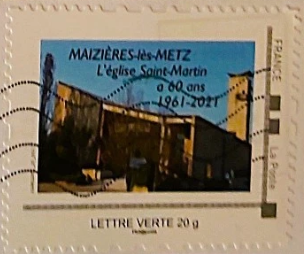 MAIZIÈRES-lès-METZ
L'église Saint-Martin
a 60 ans
1961-2021
FRANCE
La Poste
LETTRE VERTE 20 g